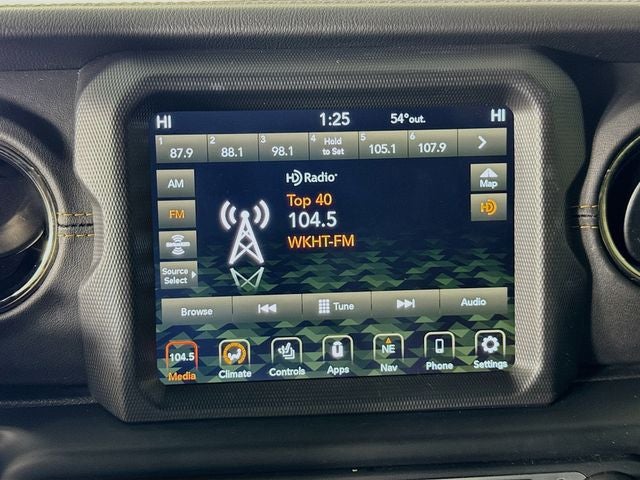 HI 1:25 54°out. HI
1 87.9 2 88.1 3 98.1 4 Hold to Set 5 105.1 6 107.9
AM
HD Radio
Map
Top 40
FM
104.5
HD
WKHT-FM
SiriusXM
Source Select
Browse Tune Audio
104.5 NE
Media Climate Controls Apps Nav Phone Settings